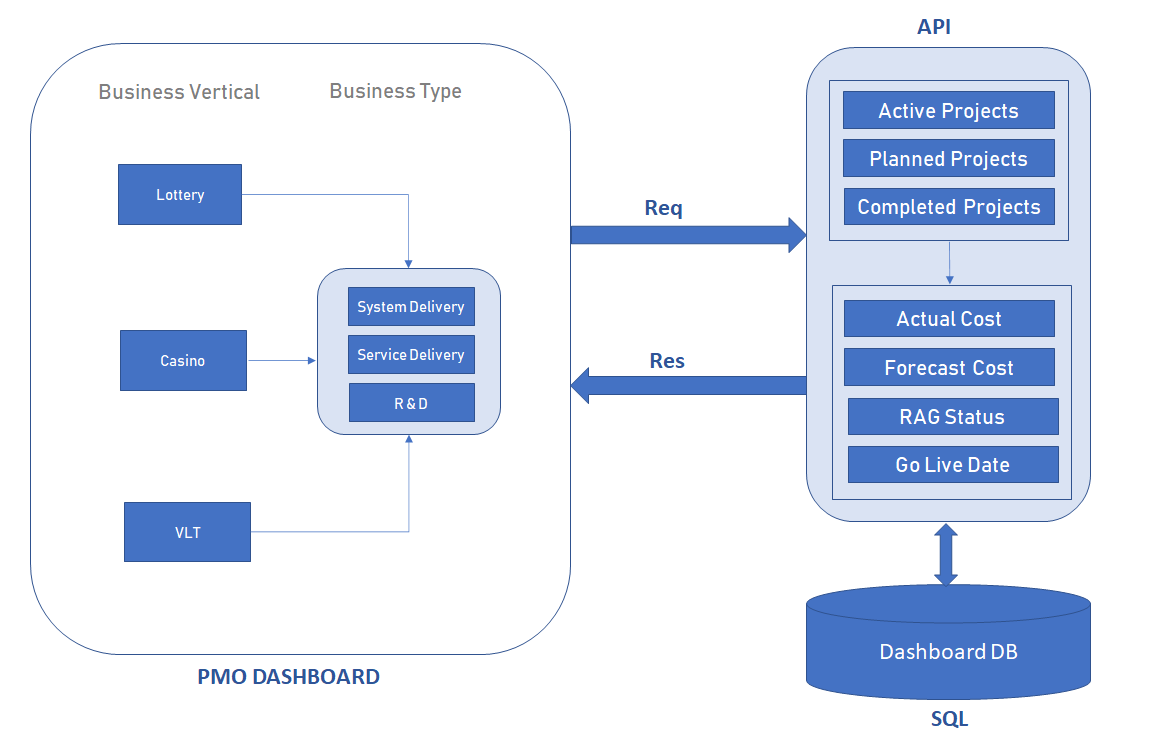 API
Business Vertical
Business Type
Active Projects
Planned Projects
Completed Projects
Lottery
Req
System Delivery
Service Delivery
R & D
Casino
Res
Actual Cost
Forecast Cost
RAG Status
Go Live Date
VLT
Dashboard DB
PMO DASHBOARD
SQL